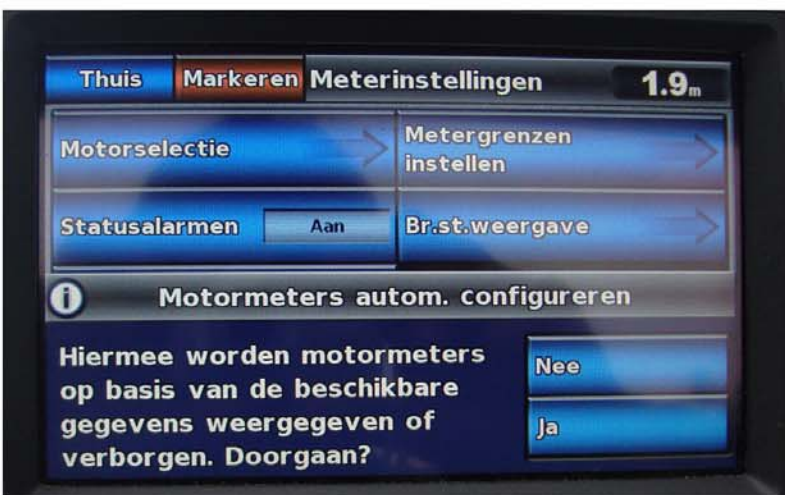 Thuis
Markeren
Meterinstellingen
1.9m
Motorselectie
Metergrenzen
instellen
Statusalarmen
Aan
Br.st.weergave
Motormeters autom. configureren
Hiermee worden motormeters
op basis van de beschikbare
gegevens weergegeven of
verborgen. Doorgaan?
Nee
Ja